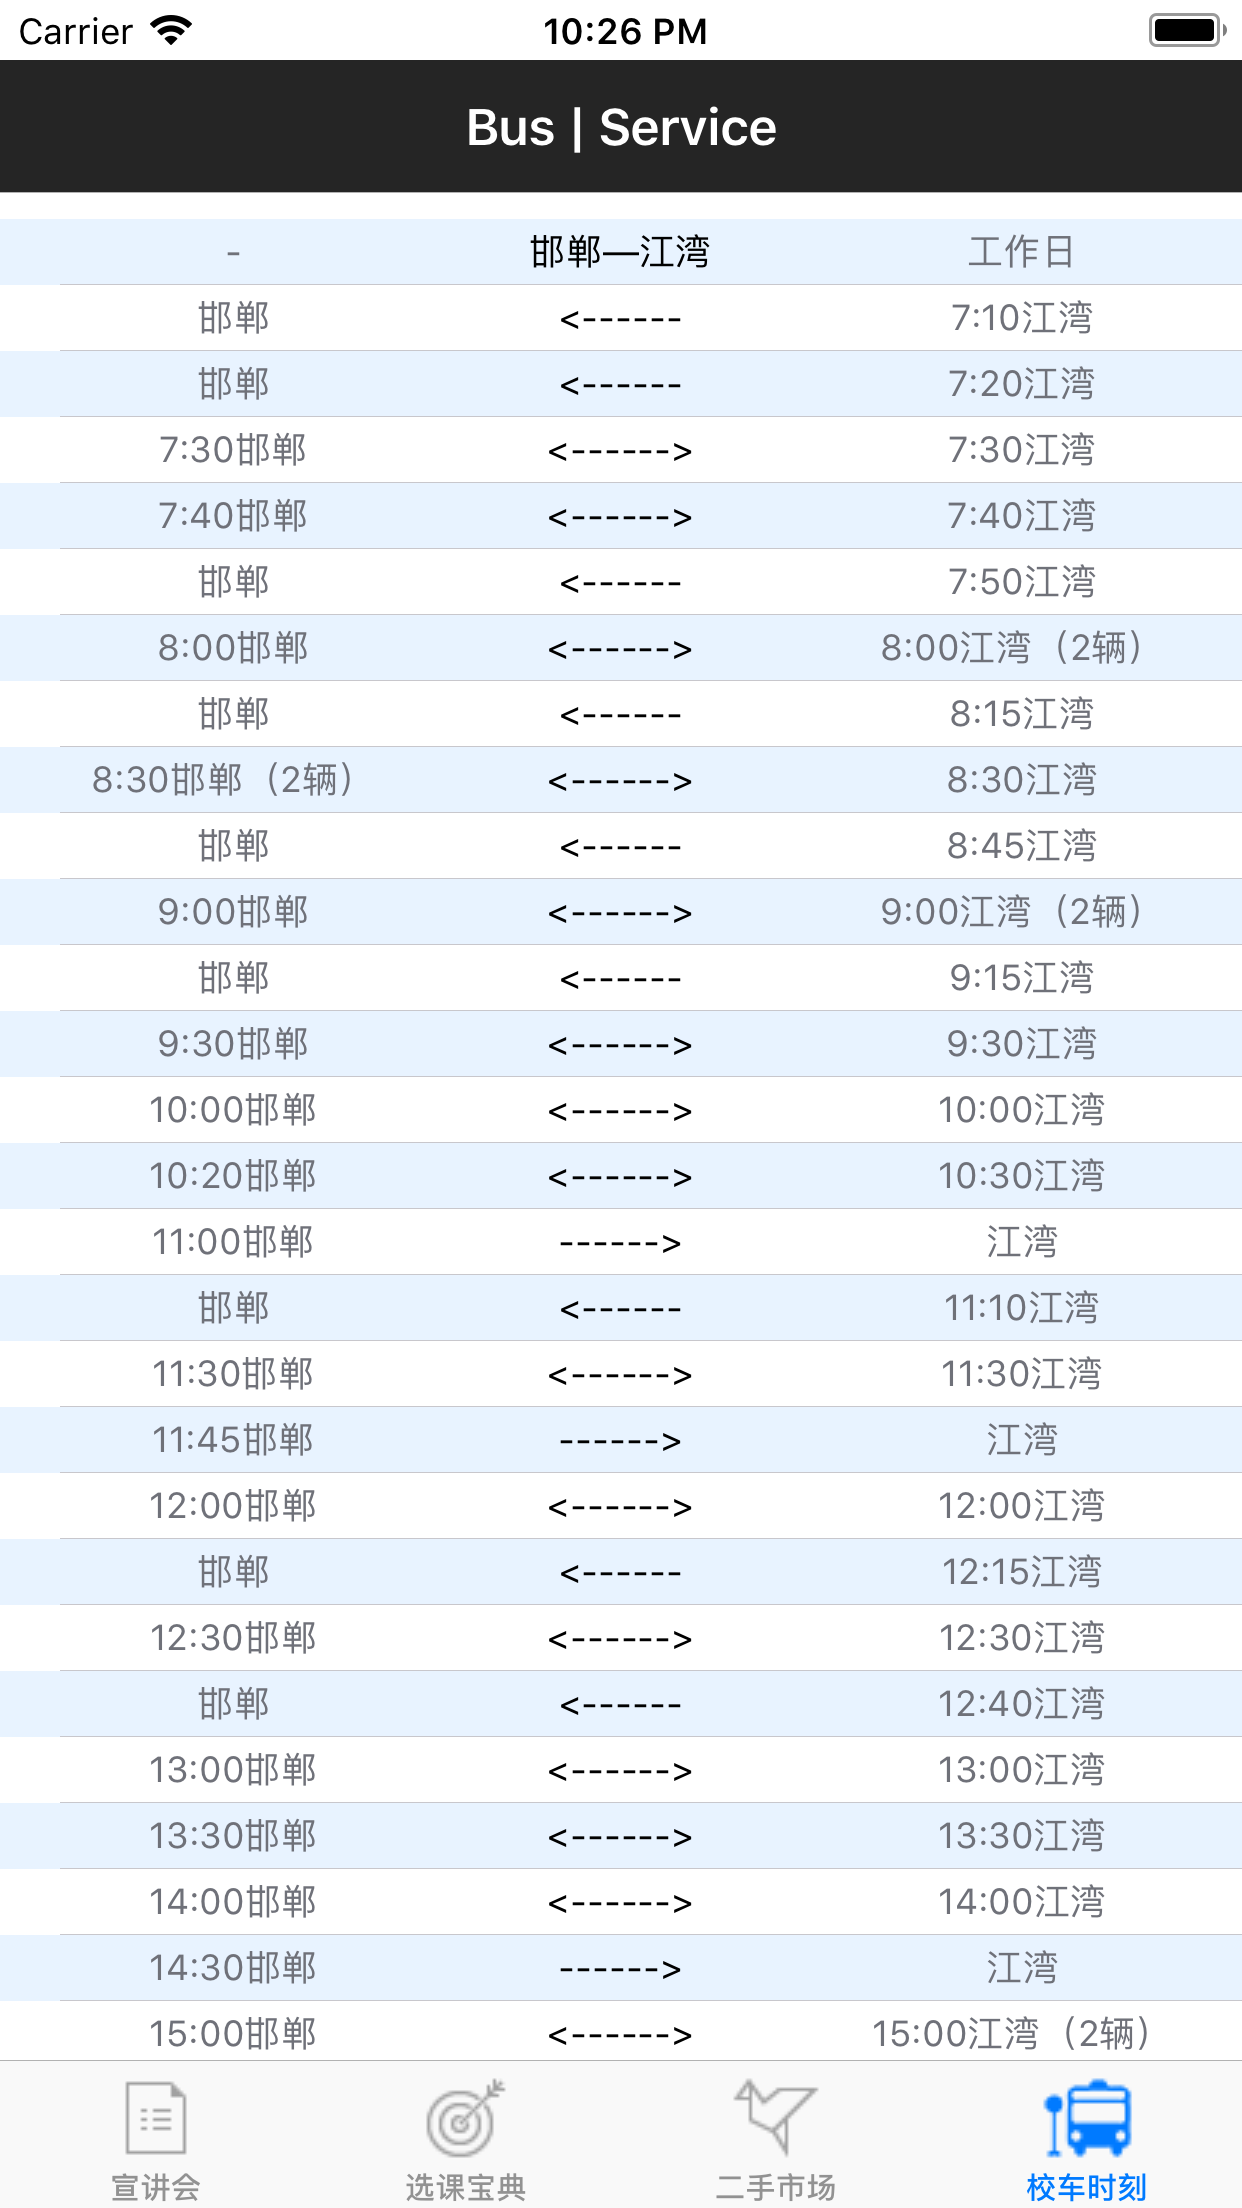 Carrier 10:26 PM
Bus | Service
- 邯郸—江湾 工作日
邯郸 <------ 7:10江湾
邯郸 <------ 7:20江湾
7:30邯郸 <------> 7:30江湾
7:40邯郸 <------> 7:40江湾
邯郸 <------ 7:50江湾
8:00邯郸 <------> 8:00江湾（2辆）
邯郸 <------ 8:15江湾
8:30邯郸（2辆） <------> 8:30江湾
邯郸 <------ 8:45江湾
9:00邯郸 <------> 9:00江湾（2辆）
邯郸 <------ 9:15江湾
9:30邯郸 <------> 9:30江湾
10:00邯郸 <------> 10:00江湾
10:20邯郸 <------> 10:30江湾
11:00邯郸 ------> 江湾
邯郸 <------ 11:10江湾
11:30邯郸 <------> 11:30江湾
11:45邯郸 ------> 江湾
12:00邯郸 <------> 12:00江湾
邯郸 <------ 12:15江湾
12:30邯郸 <------> 12:30江湾
邯郸 <------ 12:40江湾
13:00邯郸 <------> 13:00江湾
13:30邯郸 <------> 13:30江湾
14:00邯郸 <------> 14:00江湾
14:30邯郸 ------> 江湾
15:00邯郸 <------> 15:00江湾（2辆）
宣讲会 选课宝典 二手市场 校车时刻